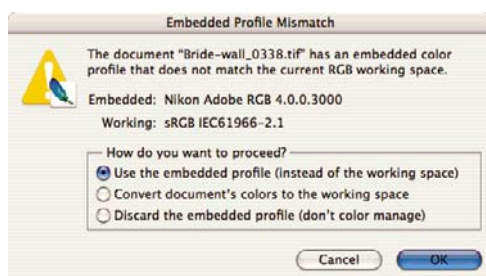 Embedded Profile Mismatch
The document "Bride-wall_0338.tif" has an embedded color
profile that does not match the current RGB working space.
Embedded: Nikon Adobe RGB 4.0.0.3000
Working: sRGB IEC61966-2.1
How do you want to proceed?
Use the embedded profile (instead of the working space)
Convert document's colors to the working space
Discard the embedded profile (don't color manage)
Cancel OK